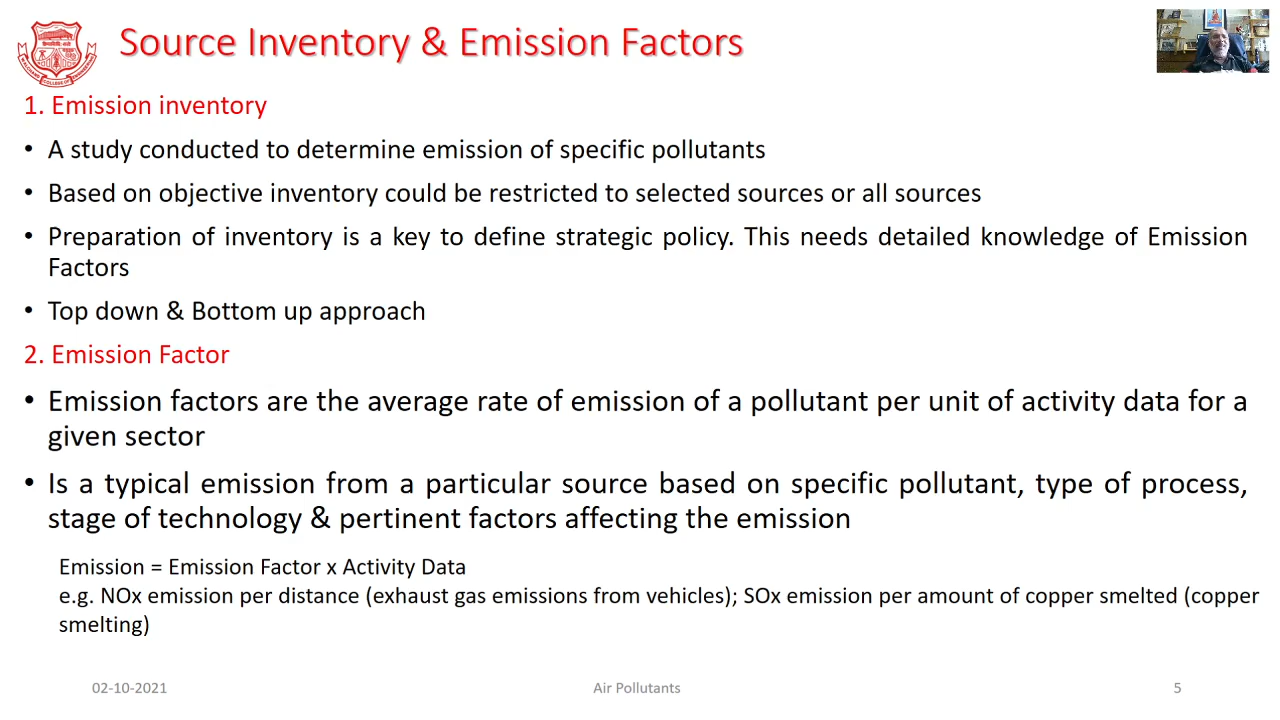 Source Inventory & Emission Factors
1. Emission inventory
• A study conducted to determine emission of specific pollutants
• Based on objective inventory could be restricted to selected sources or all sources
• Preparation of inventory is a key to define strategic policy. This needs detailed knowledge of Emission
Factors
• Top down & Bottom up approach
2. Emission Factor
• Emission factors are the average rate of emission of a pollutant per unit of activity data for a
given sector
• Is a typical emission from a particular source based on specific pollutant, type of process,
stage of technology & pertinent factors affecting the emission
Emission = Emission Factor x Activity Data
e.g. NOx emission per distance (exhaust gas emissions from vehicles); SOx emission per amount of copper smelted (copper
smelting)
02-10-2021
Air Pollutants
5